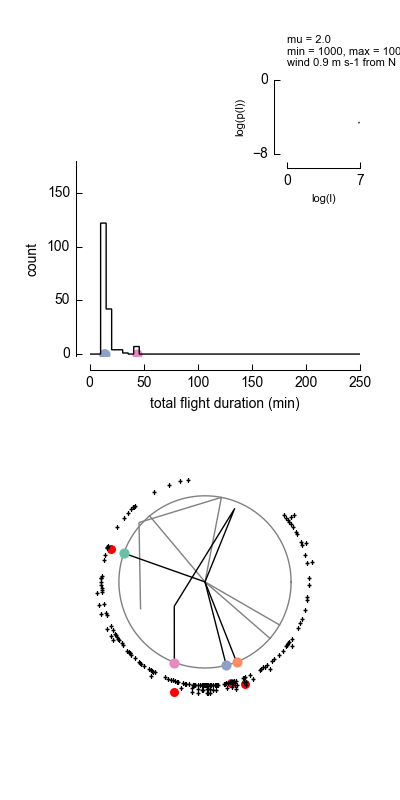 mu = 2.0
min = 1000, max = 100
wind 0.9 m s-1 from N
0
log(p(l))
−8
0 7
log(l)
150
100
50
0
count
0 50 100 150 200 250
total flight duration (min)